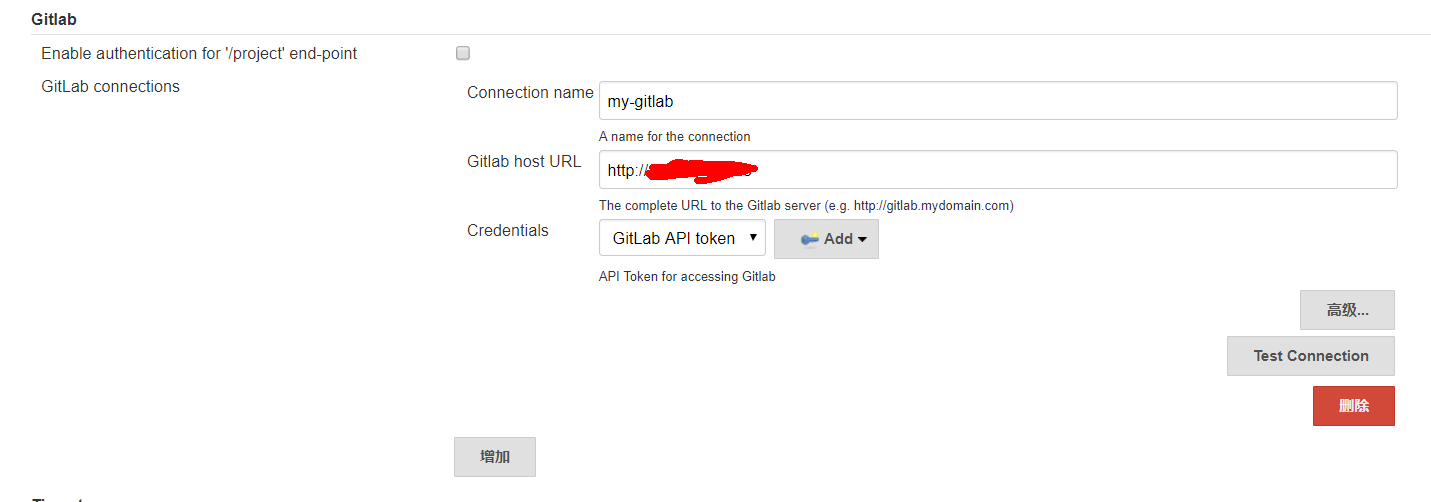 Gitlab
Enable authentication for '/project' end-point
GitLab connections
Connection name
my-gitlab
A name for the connection
Gitlab host URL
http://
The complete URL to the Gitlab server (e.g. http://gitlab.mydomain.com)
Credentials
GitLab API token
Add
API Token for accessing Gitlab
高级...
Test Connection
删除
增加